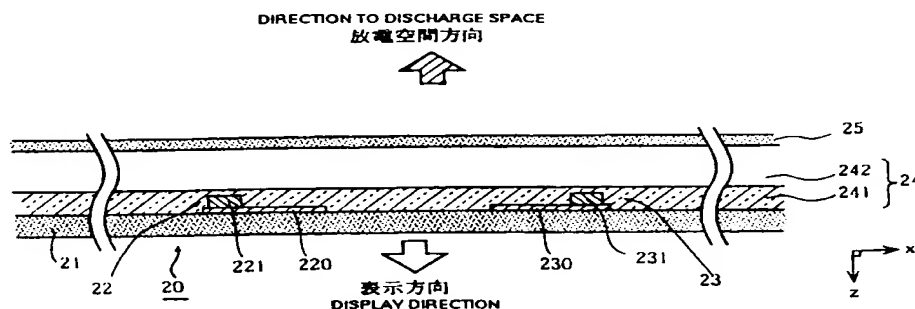 DIRECTION TO DISCHARGE SPACE
放電空間方向
25
242
24
241
21
22
20
221
220
230
231
23
x
z
表示方向
DISPLAY DIRECTION